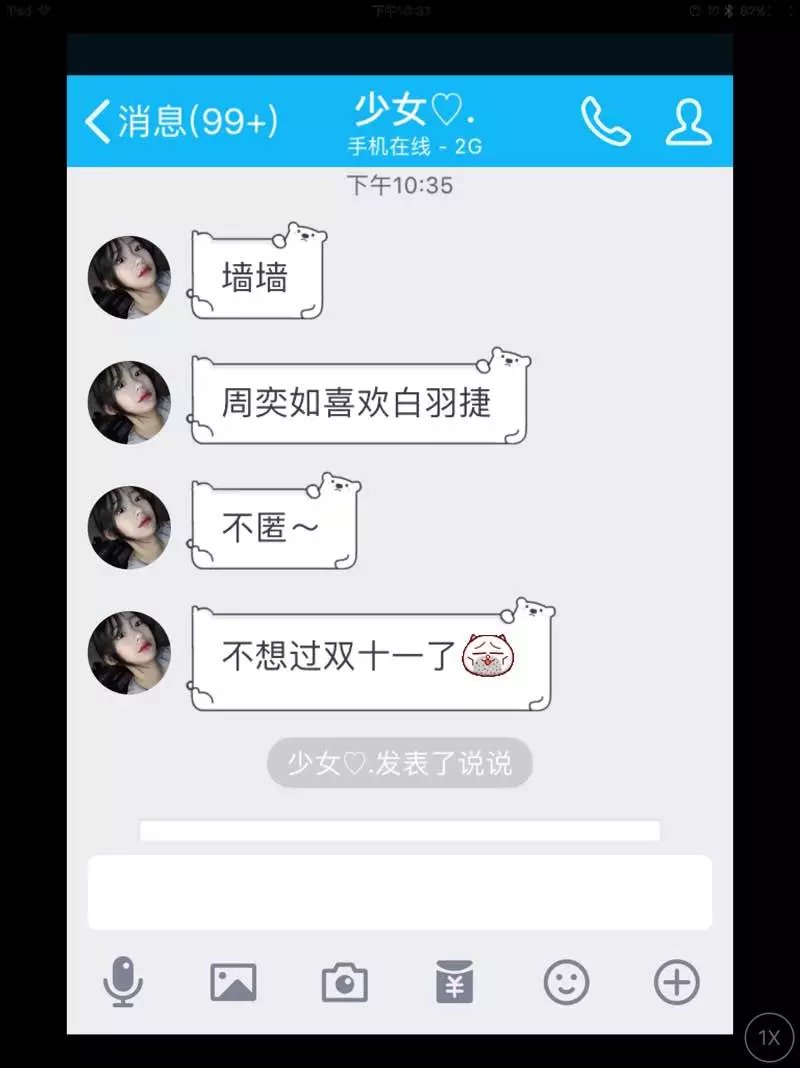 iPad
下午10:37
82%
消息(99+)
少女♡.
手机在线 - 2G
下午10:35
墙墙
周奕如喜欢白羽捷
不匿～
不想过双十一了
少女♡.发表了说说
1X